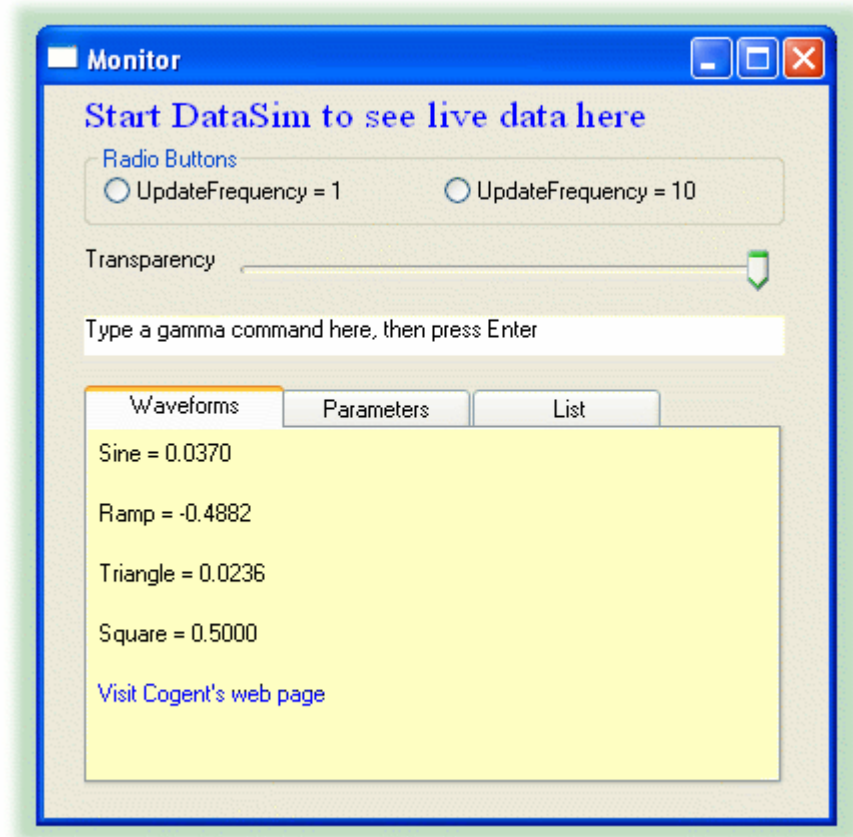 Monitor
Start DataSim to see live data here
Radio Buttons
UpdateFrequency = 1 UpdateFrequency = 10
Transparency
Type a gamma command here, then press Enter
Waveforms Parameters List
Sine = 0.0370
Ramp = -0.4882
Triangle = 0.0236
Square = 0.5000
Visit Cogent's web page